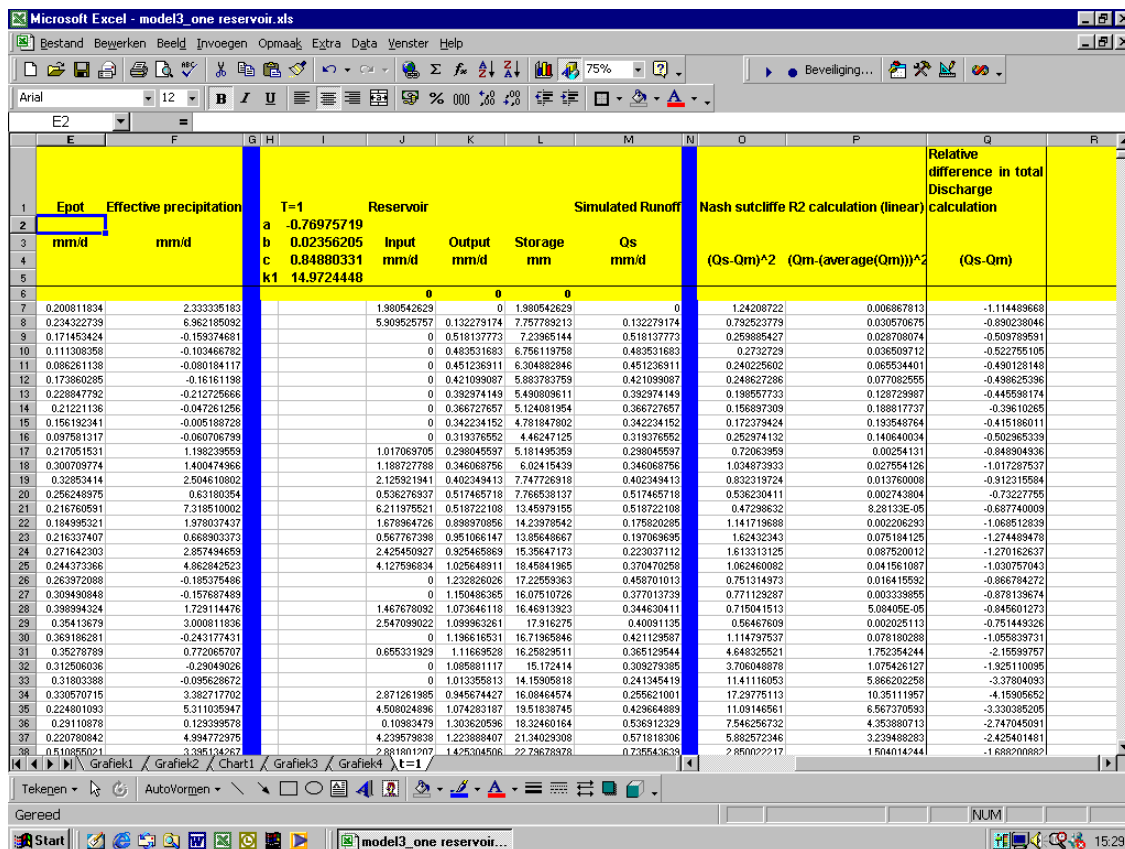 Microsoft Excel - model3_one reservoir.xls
Bestand Bewerken Beeld Invoegen Opmaak Extra Data Venster Help
75% Beveiliging...
Arial 12 B I U % 000
E2 =
E F G H I J K L M N O P Q R
Relative
difference in total
Discharge
1 Epot Effective precipitation T=1 Reservoir Simulated Runoff Nash sutcliffe R2 calculation (linear) calculation
2 a -0.76975719
3 mm/d mm/d b 0.02356205 Input Output Storage Qs
4 c 0.84880331 mm/d mm/d mm mm/d (Qs-Qm)^2 (Qm-(average(Qm)))^2 (Qs-Qm)
5 k1 14.9724448
6 0 0 0
7 0.200811834 2.333335183 1.980542629 0 1.980542629 0 1.24208722 0.006867813 -1.114489668
8 0.234322739 6.962185092 5.909525757 0.132279174 7.757789213 0.132279174 0.792523779 0.030570675 -0.890238046
9 0.171453424 -0.159374681 0 0.518137773 7.23965144 0.518137773 0.259885427 0.028708074 -0.509789591
10 0.111308358 -0.103466782 0 0.483531683 6.756119758 0.483531683 0.2732729 0.036509712 -0.522755105
11 0.086261138 -0.080184117 0 0.451236911 6.304882846 0.451236911 0.240225602 0.065534401 -0.490128148
12 0.173860285 -0.16161198 0 0.421099087 5.883783759 0.421099087 0.248627286 0.077082555 -0.498625396
13 0.228847792 -0.212725666 0 0.392974149 5.490809611 0.392974149 0.198557733 0.128729987 -0.445598174
14 0.21221136 -0.047261256 0 0.366727657 5.124081954 0.366727657 0.156897309 0.188817737 -0.39610265
15 0.156192341 -0.005188728 0 0.342234152 4.781847802 0.342234152 0.172379424 0.193548764 -0.415186011
16 0.097581317 -0.060706799 0 0.319376552 4.46247125 0.319376552 0.252974132 0.140640034 -0.502965339
17 0.217051531 1.198239559 1.017069705 0.298045597 5.181495359 0.298045597 0.72063959 0.00254131 -0.848904936
18 0.300709774 1.400474966 1.188727788 0.346068756 6.02415439 0.346068756 1.034873933 0.027554126 -1.017287537
19 0.32853414 2.504610802 2.125921941 0.402349413 7.747726918 0.402349413 0.832319724 0.013760008 -0.912315584
20 0.256248975 0.63180354 0.536276937 0.517465718 7.766538137 0.517465718 0.536230411 0.002743804 -0.73227755
21 0.216760591 7.318510002 6.211975521 0.518722108 13.45979155 0.518722108 0.47298632 8.28133E-05 -0.687740009
22 0.184995321 1.978037437 1.678964726 0.898970856 14.23978542 0.175820285 1.141719688 0.002206293 -1.068512839
23 0.216337407 0.668903373 0.567767398 0.951066147 13.85648667 0.197069695 1.62432343 0.075184125 -1.274489478
24 0.271642303 2.857494659 2.425450927 0.925465869 15.35647173 0.223037112 1.613313125 0.087520012 -1.270162637
25 0.244373366 4.862842523 4.127596834 1.025648911 18.45841965 0.370470258 1.062460082 0.041561087 -1.030757043
26 0.263972088 -0.185375486 0 1.232826026 17.22559363 0.458701013 0.751314973 0.016415592 -0.866784272
27 0.309490848 -0.157687489 0 1.150486365 16.07510726 0.377013739 0.771129287 0.003339855 -0.878139674
28 0.398994324 1.729114476 1.467678092 1.073646118 16.46913923 0.344630411 0.715041513 5.08405E-05 -0.845601273
29 0.35413679 3.000811836 2.547099022 1.099963261 17.916275 0.40091135 0.56467609 0.002025113 -0.751449326
30 0.369186281 -0.243177431 0 1.196616531 16.71965846 0.421129587 1.114797537 0.078180288 -1.055839731
31 0.35278789 0.772065707 0.655331929 1.11669528 16.25829511 0.365129544 4.648325521 1.752354244 -2.15599757
32 0.312506036 -0.29049026 0 1.085881117 15.172414 0.309279385 3.706048878 1.075426127 -1.925110095
33 0.31803388 -0.095628672 0 1.013355813 14.15905818 0.241345419 11.41116053 5.866202258 -3.37804093
34 0.330570715 3.382717702 2.871261985 0.945674427 16.08464574 0.255621001 17.29775113 10.35111957 -4.15905652
35 0.224801093 5.311035947 4.508024896 1.074283187 19.51838745 0.429664889 11.09146561 6.567370593 -3.330385205
36 0.29110878 0.129399578 0.10983479 1.303620596 18.32460164 0.536912329 7.546256732 4.353880713 -2.747045091
37 0.220780842 4.994772975 4.239579838 1.223888407 21.34029308 0.571818306 5.882572346 3.239488283 -2.425401481
38 0.510855021 3.395134267 2.881801207 1.425304506 22.79678978 0.735543639 2.850022217 1.504014244 -1.688200882
Grafiek1 Grafiek2 Chart1 Grafiek3 Grafiek4 t=1
Tekenen AutoVormen
Gereed NUM
Start model3_one reservoir... 15:29